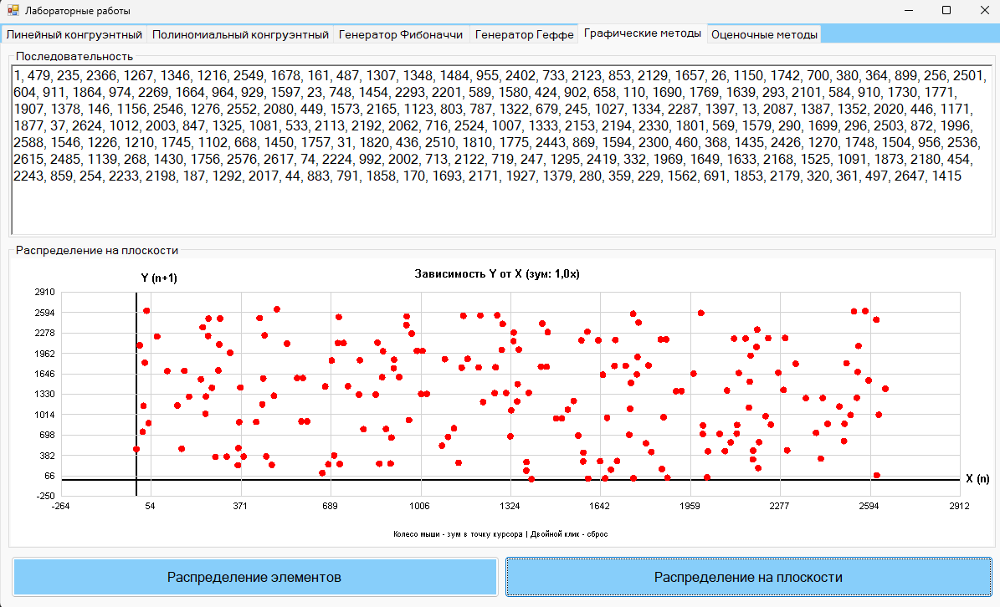 Лабораторные работы
Линейный конгруэнтный Полиномиальный конгруэнтный Генератор Фибоначчи Генератор Геффе Графические методы Оценочные методы
Последовательность
1, 479, 235, 2366, 1267, 1346, 1216, 2549, 1678, 161, 487, 1307, 1348, 1484, 955, 2402, 733, 2123, 853, 2129, 1657, 26, 1150, 1742, 700, 380, 364, 899, 256, 2501,
604, 911, 1864, 974, 2269, 1664, 964, 929, 1597, 23, 748, 1454, 2293, 2201, 589, 1580, 424, 902, 658, 110, 1690, 1769, 1639, 293, 2101, 584, 910, 1730, 1771,
1907, 1378, 146, 1156, 2546, 1276, 2552, 2080, 449, 1573, 2165, 1123, 803, 787, 1322, 679, 245, 1027, 1334, 2287, 1397, 13, 2087, 1387, 1352, 2020, 446, 1171,
1877, 37, 2624, 1012, 2003, 847, 1325, 1081, 533, 2113, 2192, 2062, 716, 2524, 1007, 1333, 2153, 2194, 2330, 1801, 569, 1579, 290, 1699, 296, 2503, 872, 1996,
2588, 1546, 1226, 1210, 1745, 1102, 668, 1450, 1757, 31, 1820, 436, 2510, 1810, 1775, 2443, 869, 1594, 2300, 460, 368, 1435, 2426, 1270, 1748, 1504, 956, 2536,
2615, 2485, 1139, 268, 1430, 1756, 2576, 2617, 74, 2224, 992, 2002, 713, 2122, 719, 247, 1295, 2419, 332, 1969, 1649, 1633, 2168, 1525, 1091, 1873, 2180, 454,
2243, 859, 254, 2233, 2198, 187, 1292, 2017, 44, 883, 791, 1858, 170, 1693, 2171, 1927, 1379, 280, 359, 229, 1562, 691, 1853, 2179, 320, 361, 497, 2647, 1415
Распределение на плоскости
Зависимость Y от X (зум: 1,0x)
Y (n+1)
2910
2594
2278
1962
1646
1330
1014
698
382
66
-250
X (n)
-264 54 371 689 1006 1324 1642 1959 2277 2594 2912
Колесо мыши - зум в точку курсора | Двойной клик - сброс
Распределение элементов Распределение на плоскости